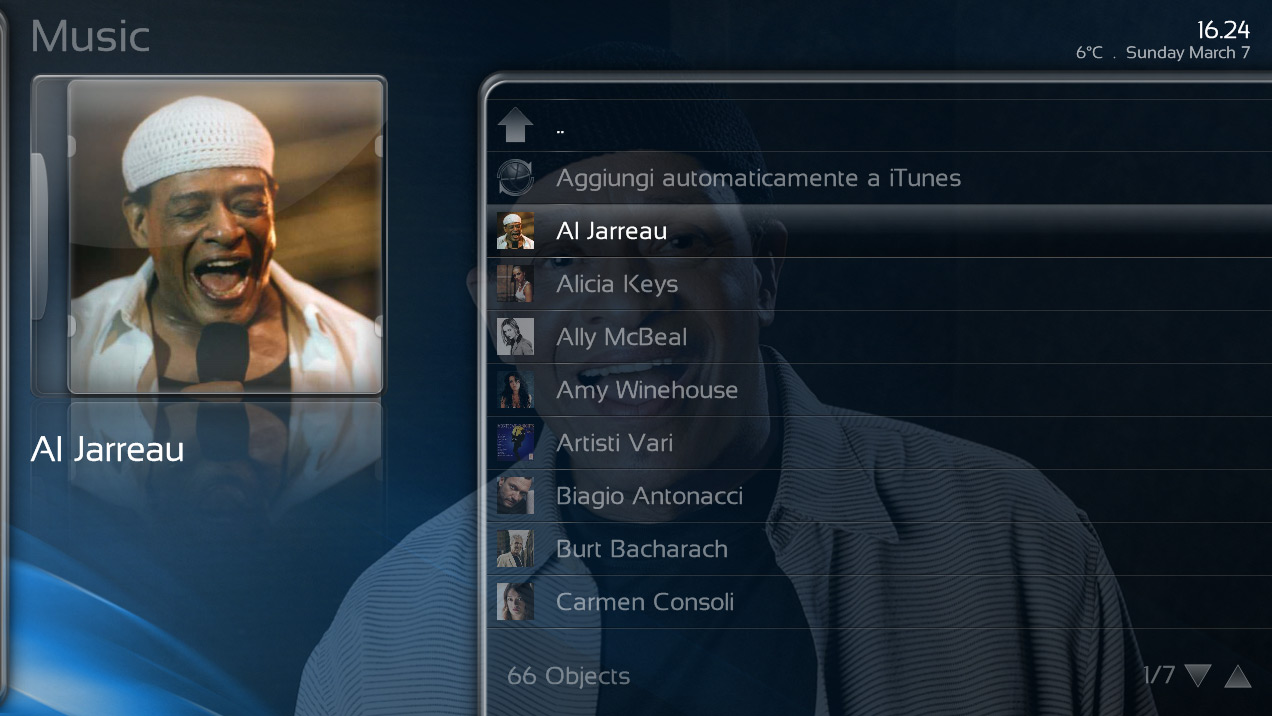 Music
16.24
6°C . Sunday March 7
..
Aggiungi automaticamente a iTunes
Al Jarreau
Alicia Keys
Ally McBeal
Amy Winehouse
Artisti Vari
Biagio Antonacci
Burt Bacharach
Carmen Consoli
Al Jarreau
66 Objects
1/7